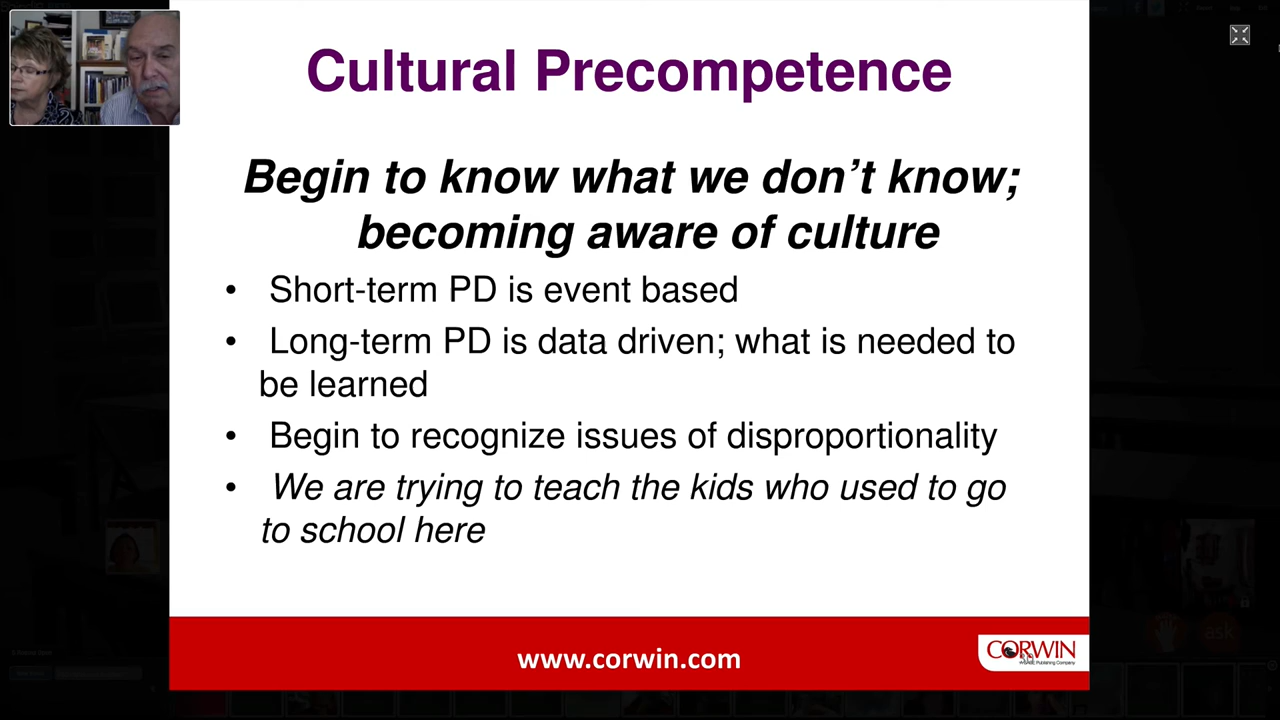 Cultural Precompetence
Begin to know what we don’t know;
becoming aware of culture
• Short-term PD is event based
• Long-term PD is data driven; what is needed to
be learned
• Begin to recognize issues of disproportionality
• We are trying to teach the kids who used to go
to school here
www.corwin.com
CORWIN
ask